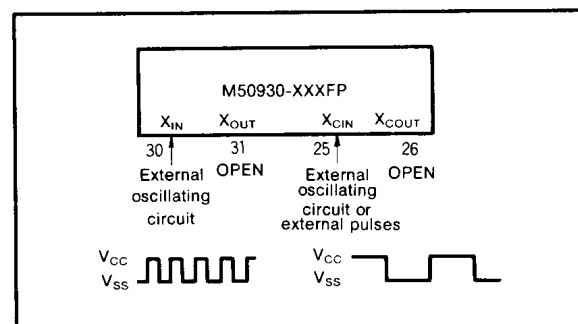 M50930-XXXFP
XIN XOUT XCIN XCOUT
30 31 25 26
External OPEN External OPEN
oscillating oscillating
circuit circuit or
external pulses
VCC VCC
VSS VSS